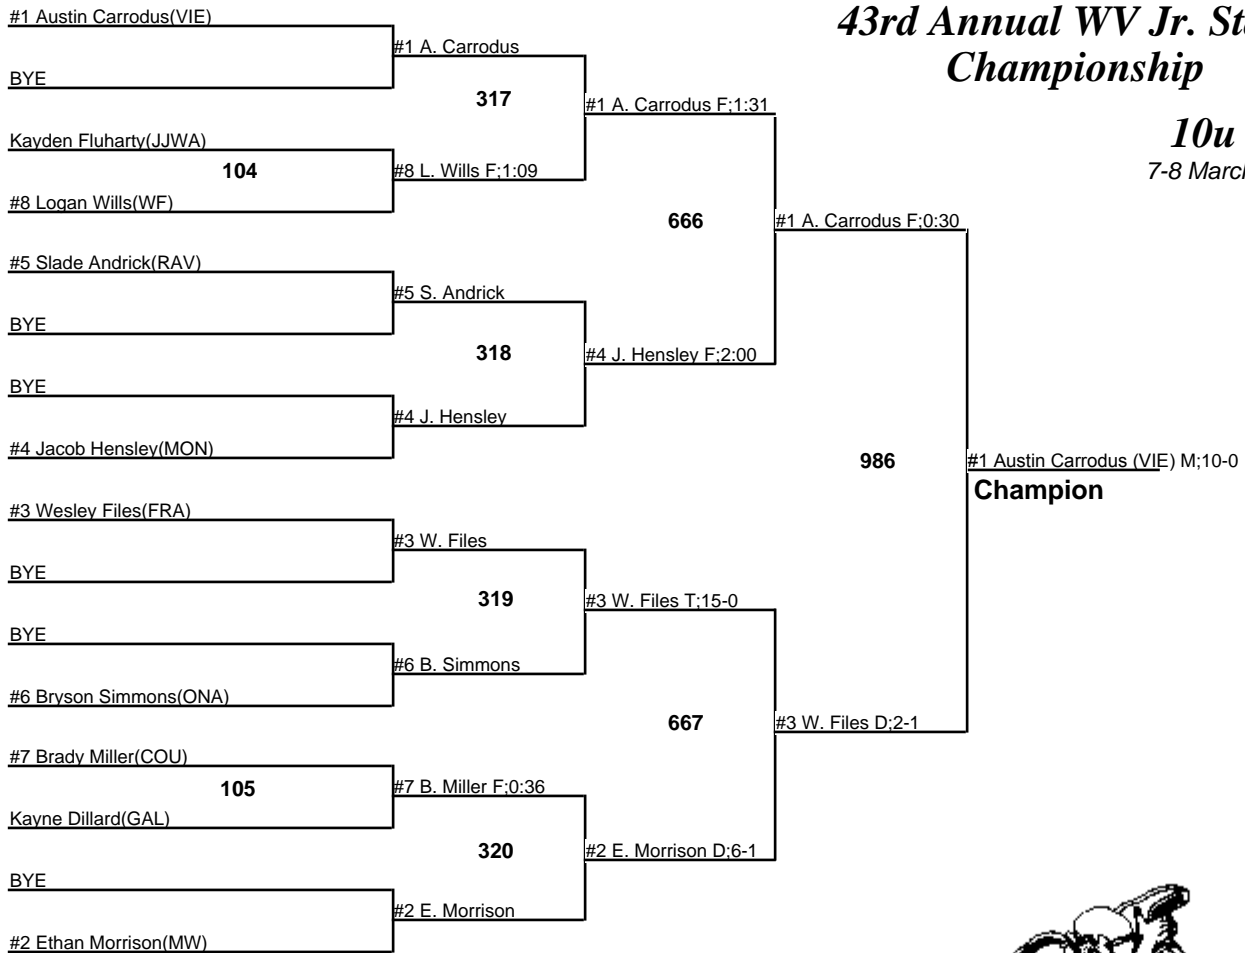 43rd Annual WV Jr. St
Championship
10u
7-8 March
#1 Austin Carrodus(VIE)
#1 A. Carrodus
BYE
317
#1 A. Carrodus F;1:31
Kayden Fluharty(JJWA)
104
#8 L. Wills F;1:09
#8 Logan Wills(WF)
666
#1 A. Carrodus F;0:30
#5 Slade Andrick(RAV)
#5 S. Andrick
BYE
318
#4 J. Hensley F;2:00
BYE
#4 J. Hensley
#4 Jacob Hensley(MON)
986
#1 Austin Carrodus (VIE) M;10-0
Champion
#3 Wesley Files(FRA)
#3 W. Files
BYE
319
#3 W. Files T;15-0
BYE
#6 B. Simmons
#6 Bryson Simmons(ONA)
667
#3 W. Files D;2-1
#7 Brady Miller(COU)
105
#7 B. Miller F;0:36
Kayne Dillard(GAL)
320
#2 E. Morrison D;6-1
BYE
#2 E. Morrison
#2 Ethan Morrison(MW)